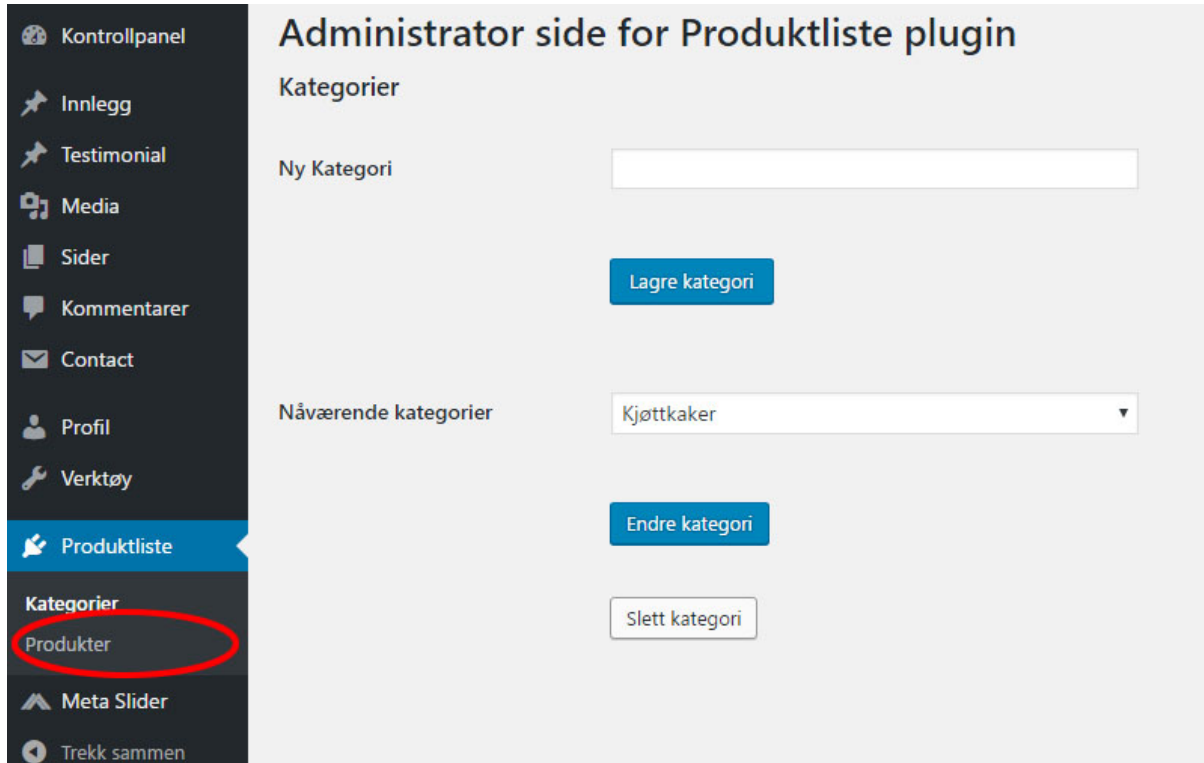 Kontrollpanel
Innlegg
Testimonial
Media
Sider
Kommentarer
Contact
Profil
Verktøy
Produktliste
Kategorier
Produkter
Meta Slider
Trekk sammen
Administrator side for Produktliste plugin
Kategorier
Ny Kategori
Lagre kategori
Nåværende kategorier
Kjøttkaker
Endre kategori
Slett kategori